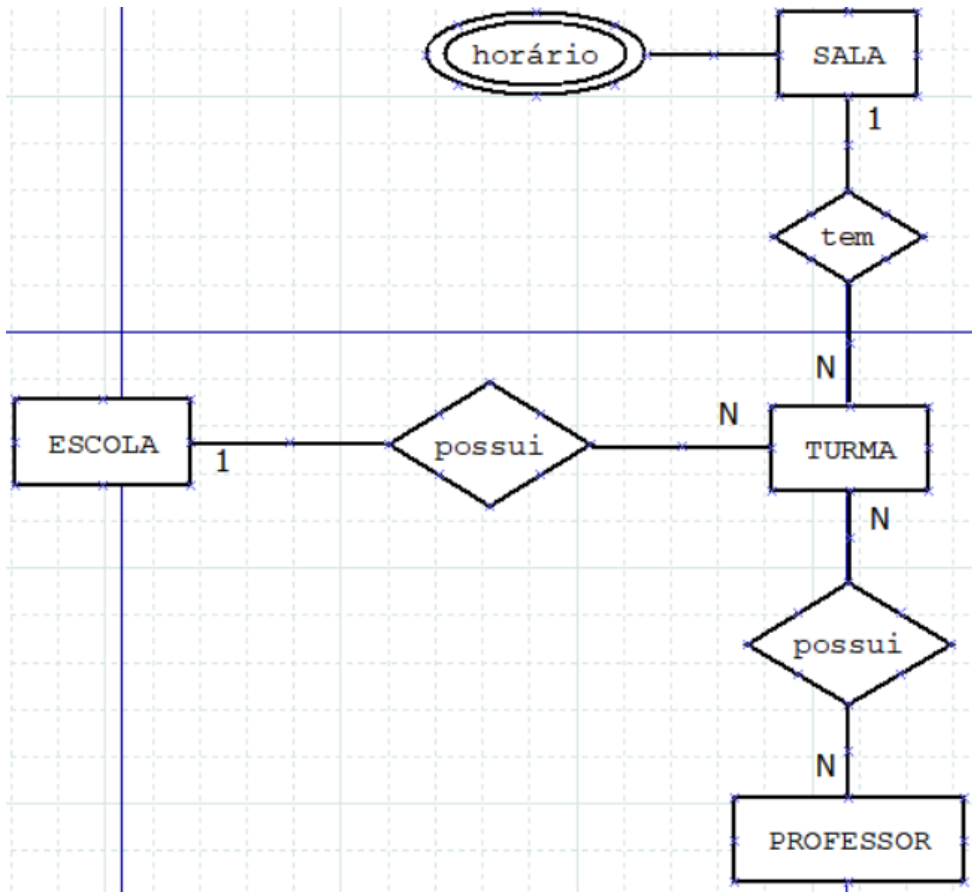 horário
SALA
1
tem
N
ESCOLA
1
possui
N
TURMA
N
possui
N
PROFESSOR